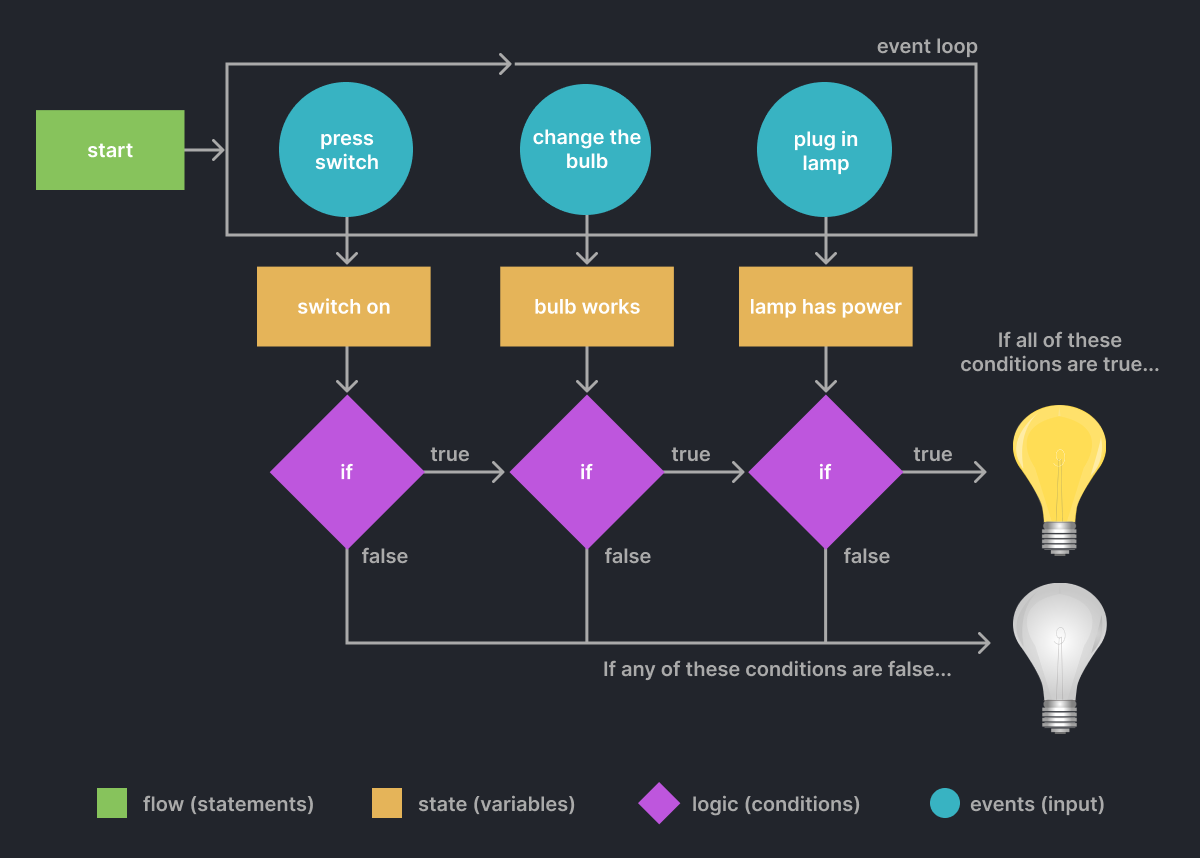 event loop
start
press
switch
change the
bulb
plug in
lamp
switch on
bulb works
lamp has power
If all of these
conditions are true...
if
true
if
true
if
true
false
false
false
If any of these conditions are false...
flow (statements)
state (variables)
logic (conditions)
events (input)